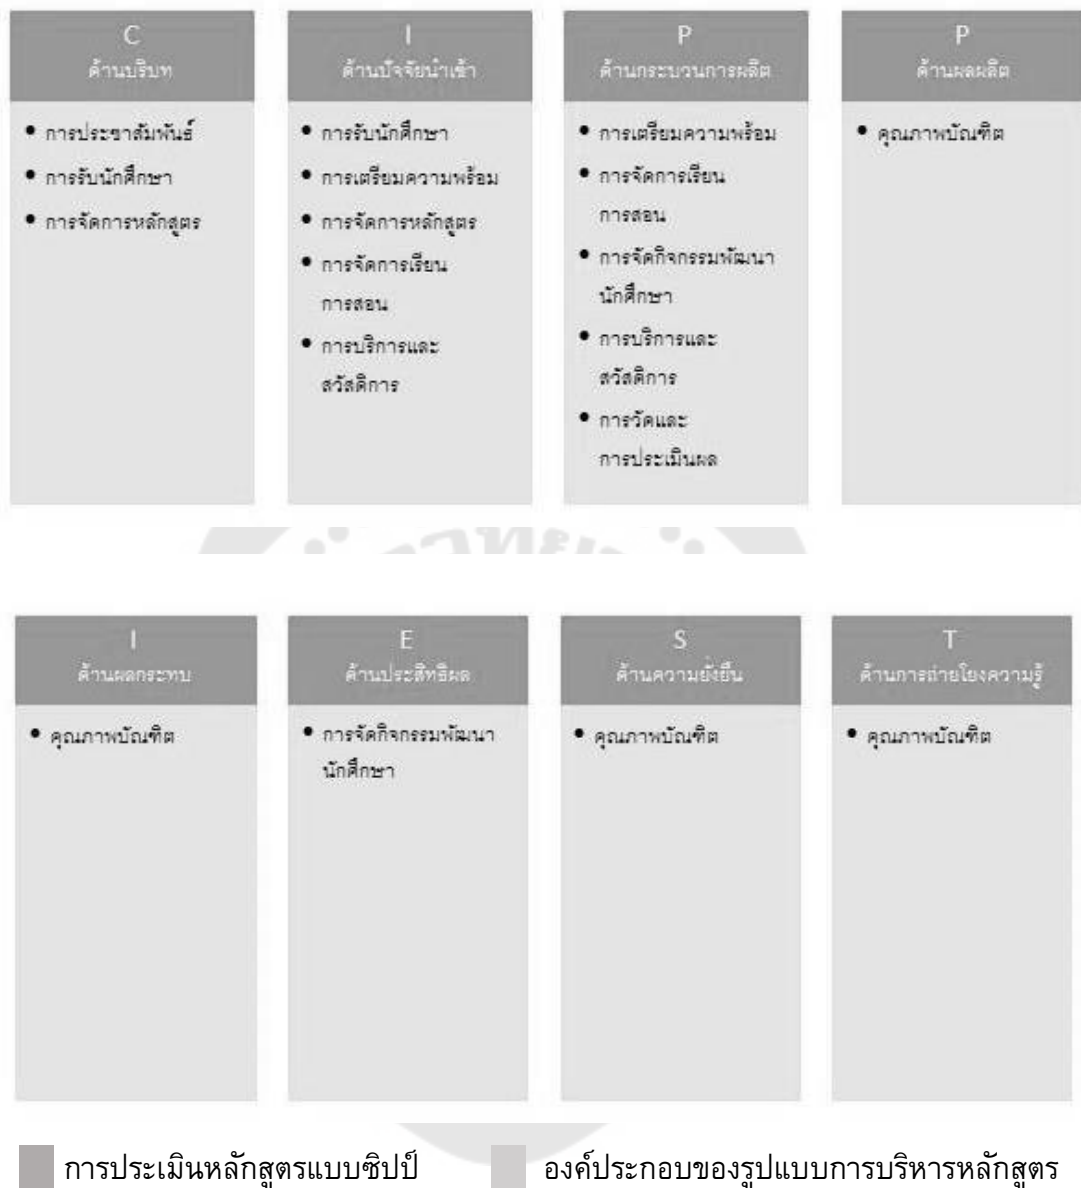 C
ด้านบริบท
• การประชาสัมพันธ์
• การรับนักศึกษา
• การจัดการหลักสูตร
I
ด้านปัจจัยนำเข้า
• การรับนักศึกษา
• การเตรียมความพร้อม
• การจัดการหลักสูตร
• การจัดการเรียน
การสอน
• การบริการและ
สวัสดิการ
P
ด้านกระบวนการผลิต
• การเตรียมความพร้อม
• การจัดการเรียน
การสอน
• การจัดกิจกรรมพัฒนา
นักศึกษา
• การบริการและ
สวัสดิการ
• การวัดและ
การประเมินผล
P
ด้านผลผลิต
• คุณภาพบัณฑิต
I
ด้านผลกระทบ
• คุณภาพบัณฑิต
E
ด้านประสิทธิผล
• การจัดกิจกรรมพัฒนา
นักศึกษา
S
ด้านความยั่งยืน
• คุณภาพบัณฑิต
T
ด้านการถ่ายโยงความรู้
• คุณภาพบัณฑิต
การประเมินหลักสูตรแบบซิปป์
องค์ประกอบของรูปแบบการบริหารหลักสูตร